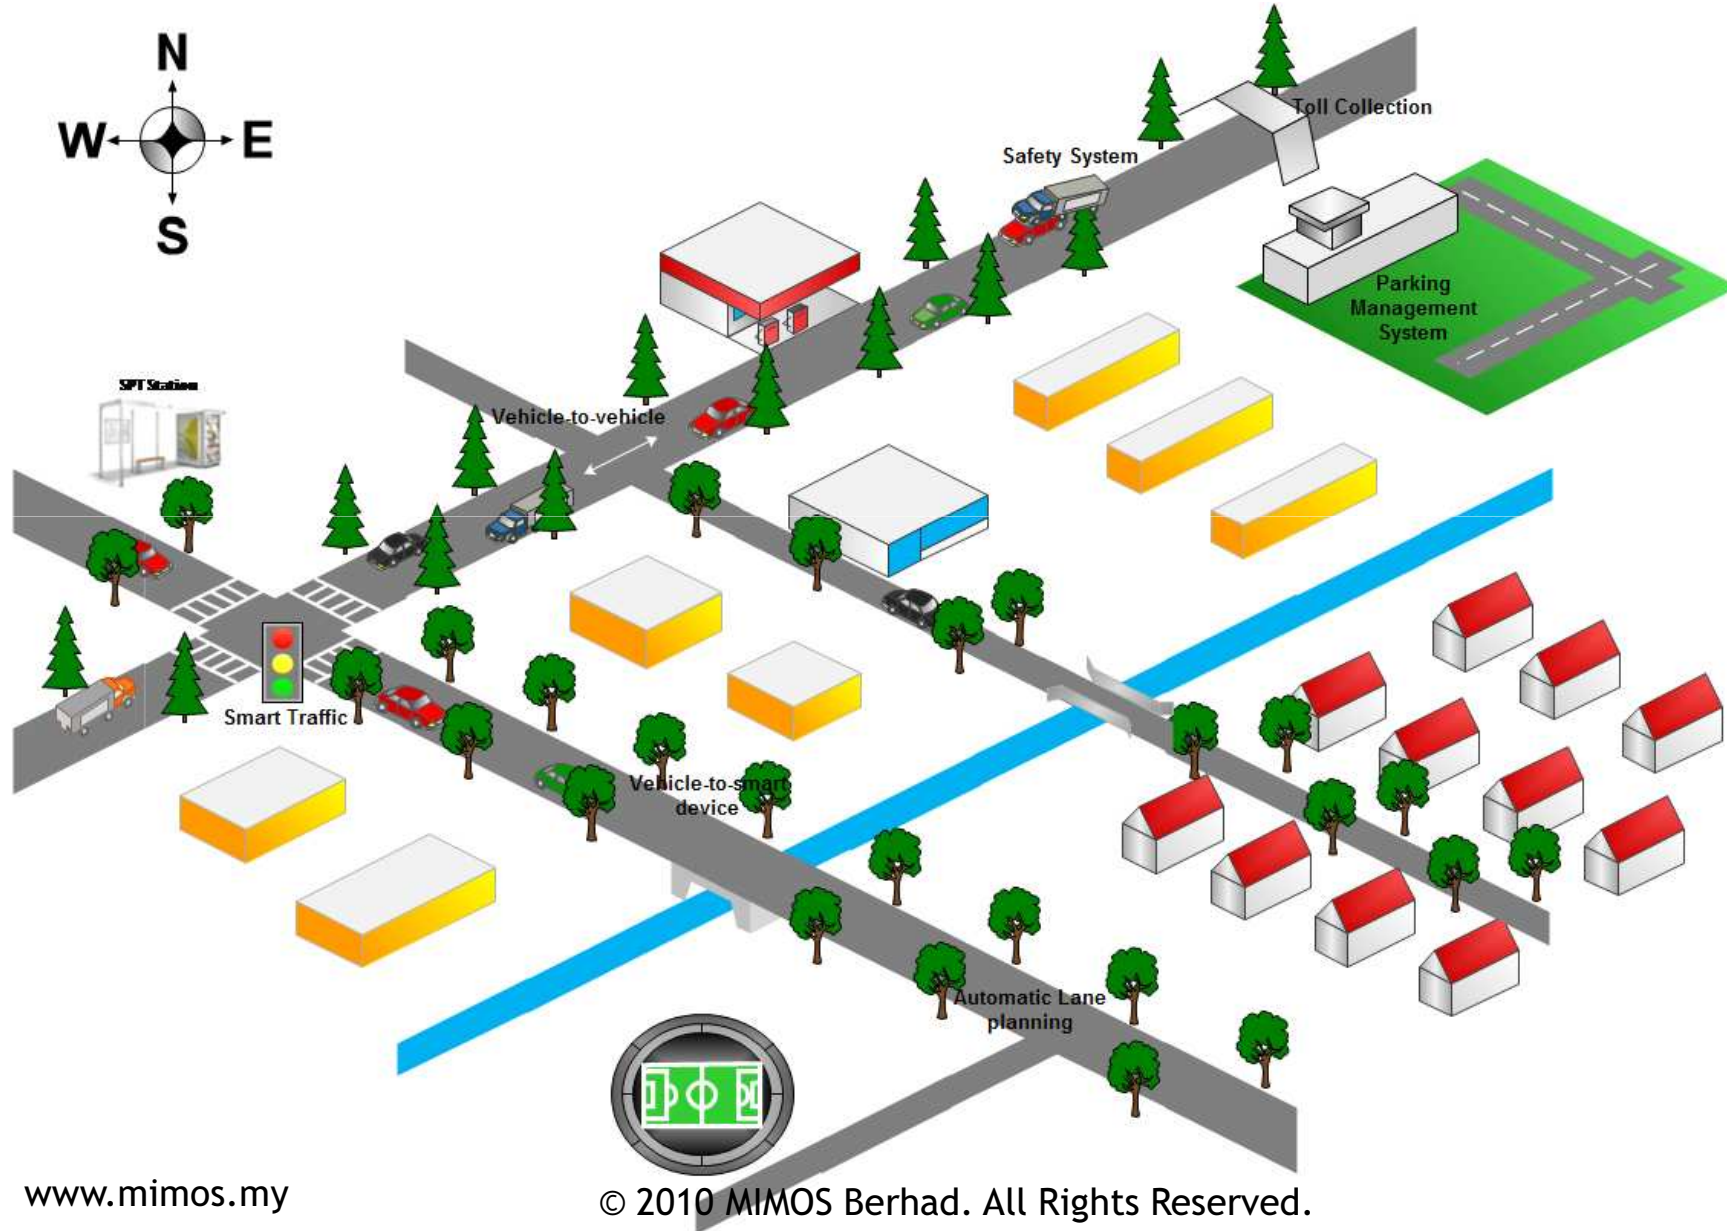 N
W E
S
Toll Collection
Safety System
Parking
Management
System
SPT Station
Vehicle-to-vehicle
Smart Traffic
Vehicle-to-smart
device
Automatic Lane
planning
www.mimos.my
© 2010 MIMOS Berhad. All Rights Reserved.